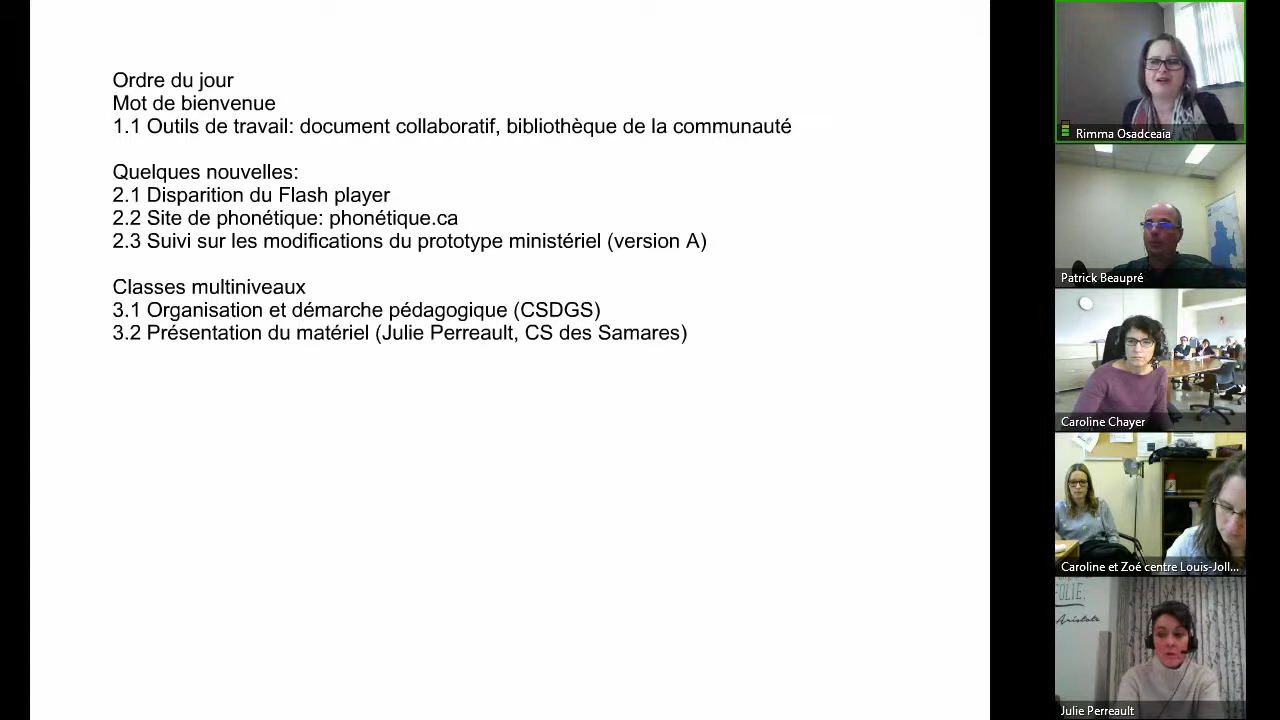 Ordre du jour
Mot de bienvenue
1.1 Outils de travail: document collaboratif, bibliothèque de la communauté
Quelques nouvelles:
2.1 Disparition du Flash player
2.2 Site de phonétique: phonétique.ca
2.3 Suivi sur les modifications du prototype ministériel (version A)
Classes multiniveaux
3.1 Organisation et démarche pédagogique (CSDGS)
3.2 Présentation du matériel (Julie Perreault, CS des Samares)
Rimma Osadceaia
Patrick Beaupré
Caroline Chayer
Caroline et Zoé centre Louis-Joll...
FOLIE.
Aristote
Julie Perreault